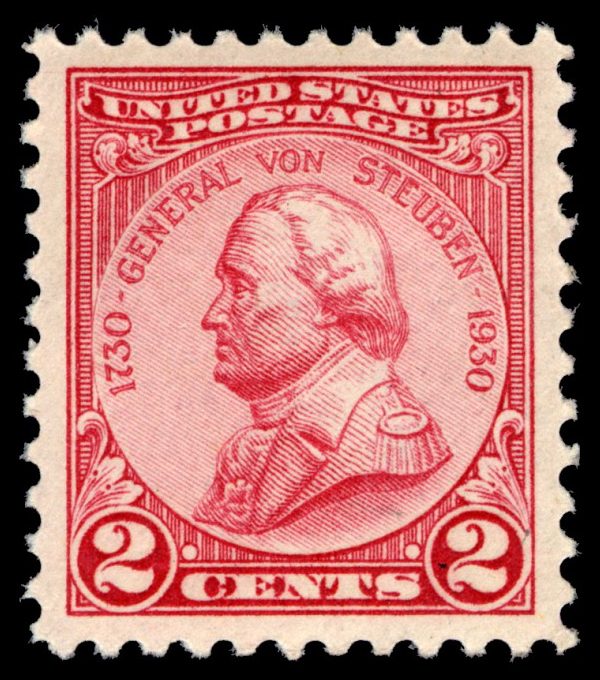 UNITED STATES
POSTAGE
1730 - GENERAL VON STEUBEN - 1930
2 CENTS 2